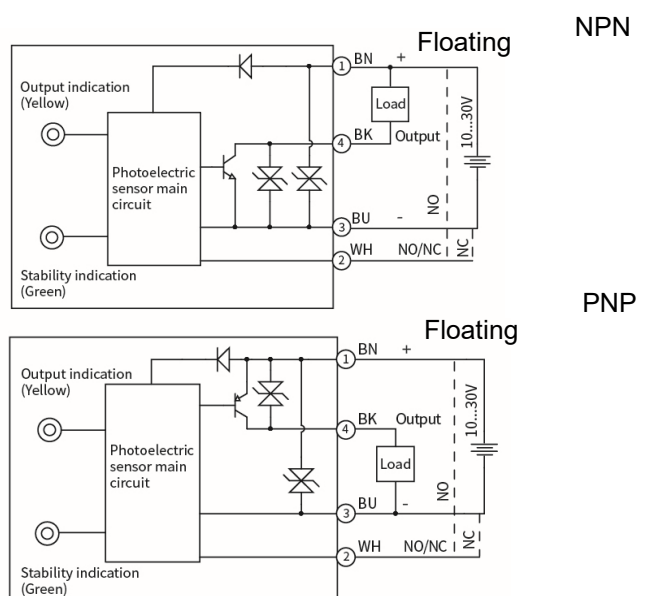 NPN
Floating
1 BN +
Output indication
(Yellow)
Load
4 BK Output
10...30V
Photoelectric
sensor main
circuit
NO
3 BU -
2 WH NO/NC
NC
Stability indication
(Green)
PNP
Floating
1 BN +
Output indication
(Yellow)
10...30V
4 BK Output
Photoelectric
sensor main
circuit
Load
NO
3 BU -
2 WH NO/NC
NC
Stability indication
(Green)